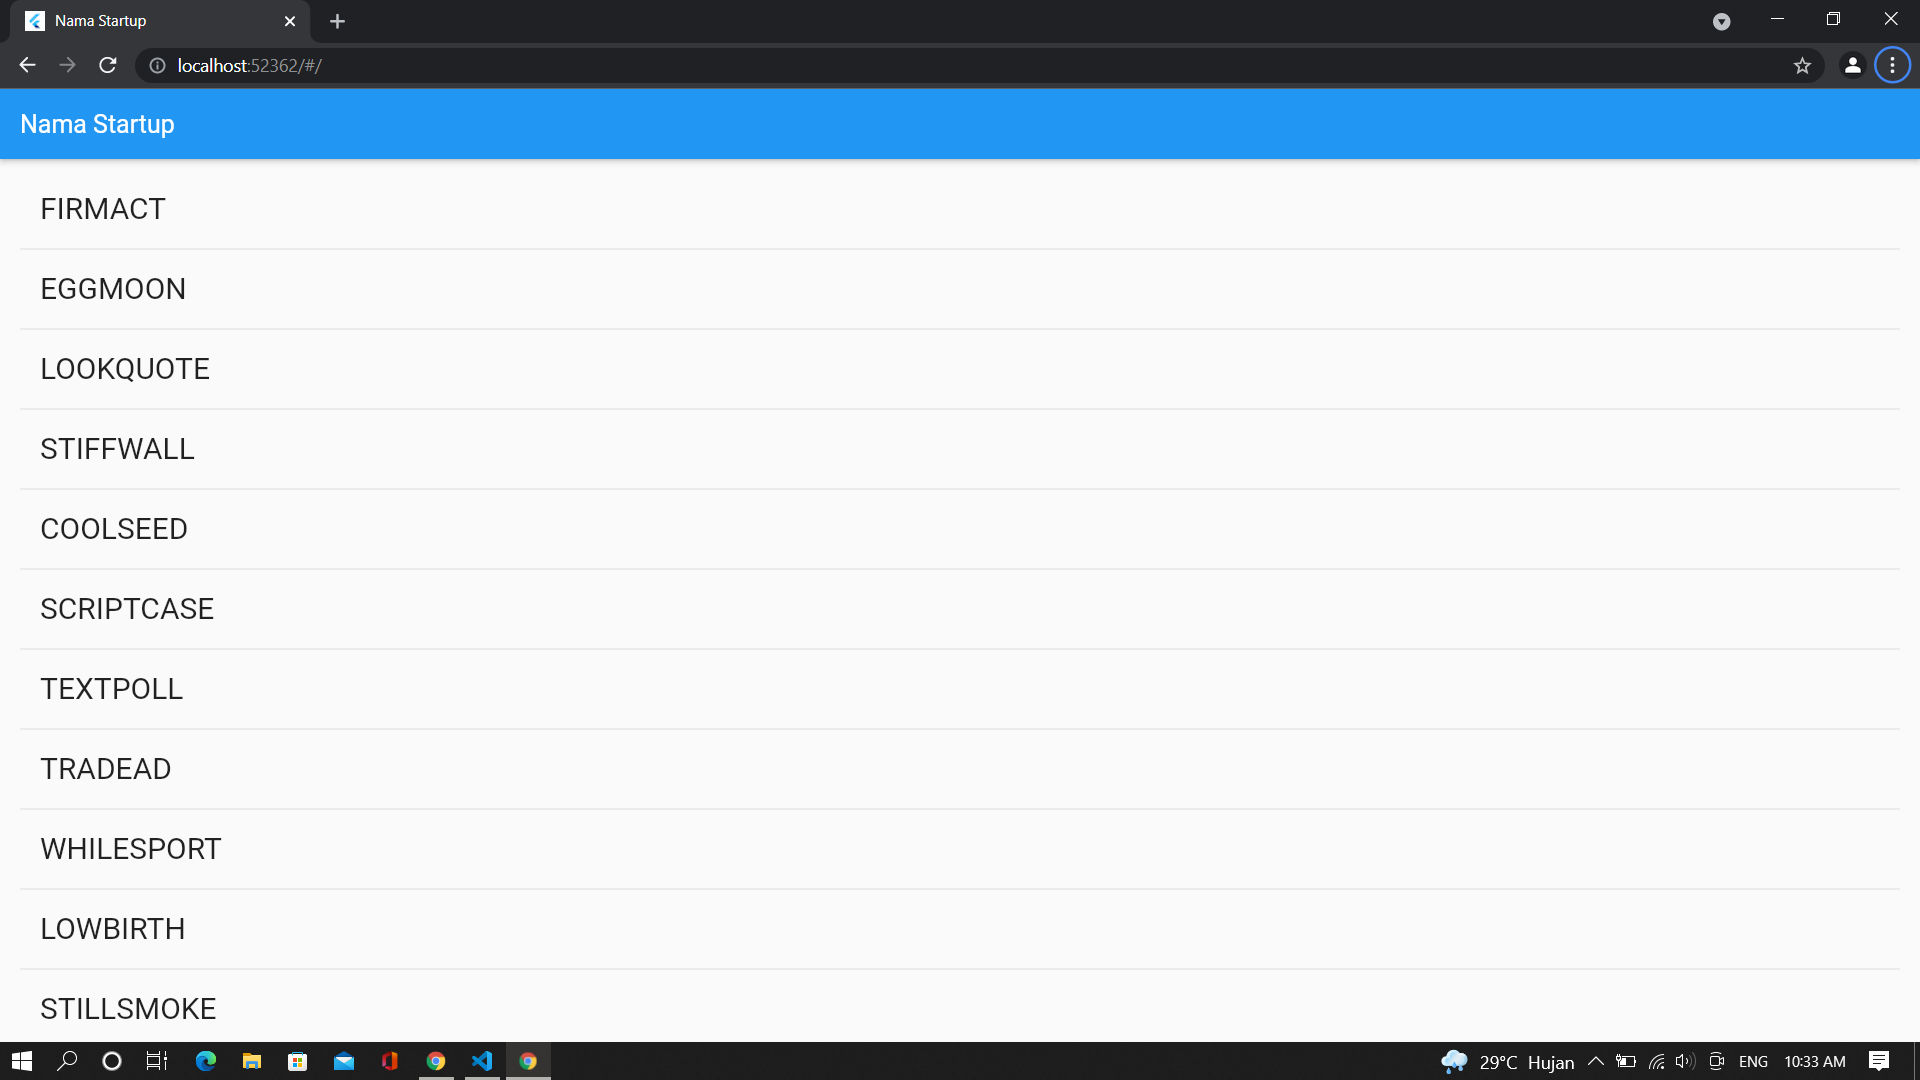 Nama Startup
localhost:52362/#/
Nama Startup
FIRMACT
EGGMOON
LOOKQUOTE
STIFFWALL
COOLSEED
SCRIPTCASE
TEXTPOLL
TRADEAD
WHILESPORT
LOWBIRTH
STILLSMOKE
29°C Hujan ENG 10:33 AM